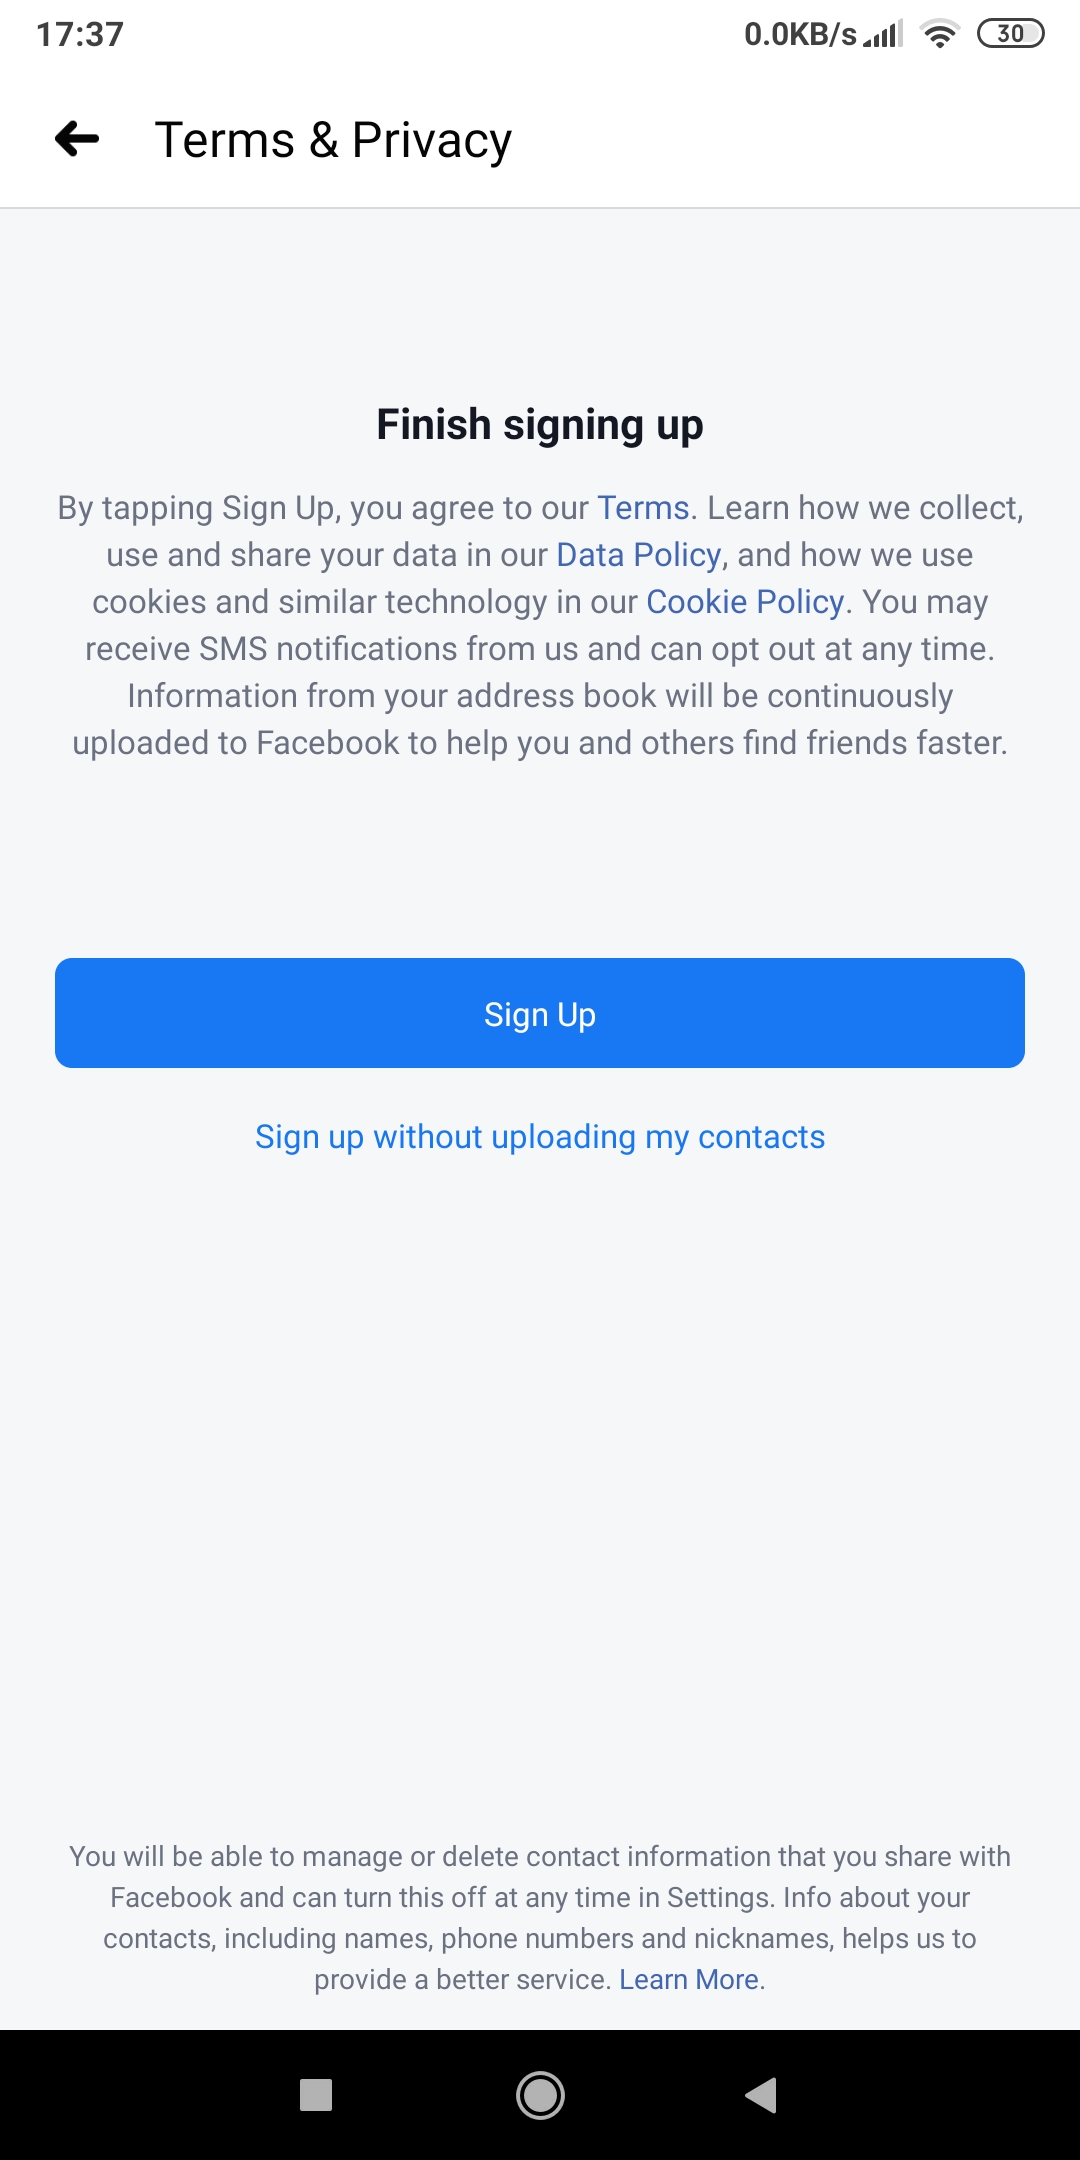 17:37
0.0KB/s
30
Terms & Privacy
Finish signing up
By tapping Sign Up, you agree to our Terms. Learn how we collect,
use and share your data in our Data Policy, and how we use
cookies and similar technology in our Cookie Policy. You may
receive SMS notifications from us and can opt out at any time.
Information from your address book will be continuously
uploaded to Facebook to help you and others find friends faster.
Sign Up
Sign up without uploading my contacts
You will be able to manage or delete contact information that you share with
Facebook and can turn this off at any time in Settings. Info about your
contacts, including names, phone numbers and nicknames, helps us to
provide a better service. Learn More.